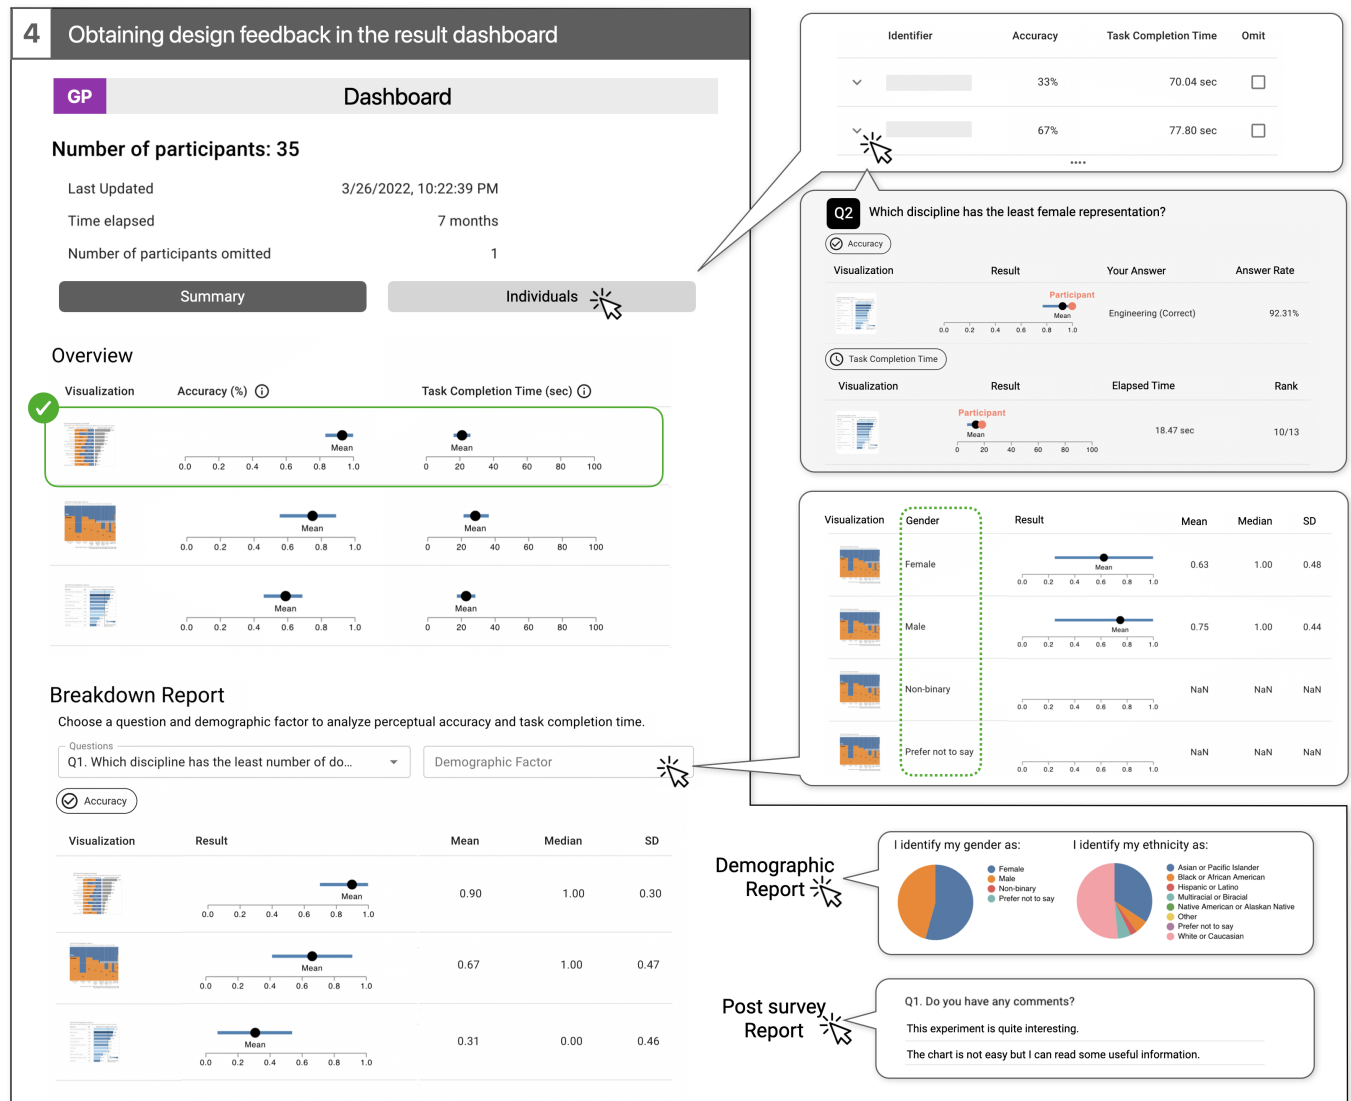 4 Obtaining design feedback in the result dashboard
GP Dashboard
Number of participants: 35
Last Updated 3/26/2022, 10:22:39 PM
Time elapsed 7 months
Number of participants omitted 1
Summary Individuals
Overview
Visualization Accuracy (%) Task Completion Time (sec)
Mean Mean
0.0 0.2 0.4 0.6 0.8 1.0 0 20 40 60 80 100
Mean Mean
0.0 0.2 0.4 0.6 0.8 1.0 0 20 40 60 80 100
Mean Mean
0.0 0.2 0.4 0.6 0.8 1.0 0 20 40 60 80 100
Breakdown Report
Choose a question and demographic factor to analyze perceptual accuracy and task completion time.
Questions
Q1. Which discipline has the least number of do... Demographic Factor
Accuracy
Visualization Result Mean Median SD
Mean
0.90 1.00 0.30
0.0 0.2 0.4 0.6 0.8 1.0
Mean
0.67 1.00 0.47
0.0 0.2 0.4 0.6 0.8 1.0
Mean
0.31 0.00 0.46
0.0 0.2 0.4 0.6 0.8 1.0
Identifier Accuracy Task Completion Time Omit
33% 70.04 sec
67% 77.80 sec
....
Q2 Which discipline has the least female representation?
Accuracy
Visualization Result Your Answer Answer Rate
Participant
Mean
Engineering (Correct) 92.31%
0.0 0.2 0.4 0.6 0.8 1.0
Task Completion Time
Visualization Result Elapsed Time Rank
Participant
Mean
18.47 sec 10/13
0 20 40 60 80 100
Visualization Gender Result Mean Median SD
Female Mean 0.63 1.00 0.48
0.0 0.2 0.4 0.6 0.8 1.0
Male Mean 0.75 1.00 0.44
0.0 0.2 0.4 0.6 0.8 1.0
Non-binary NaN NaN NaN
0.0 0.2 0.4 0.6 0.8 1.0
Prefer not to say NaN NaN NaN
0.0 0.2 0.4 0.6 0.8 1.0
Demographic
Report
I identify my gender as:
Female
Male
Non-binary
Prefer not to say
I identify my ethnicity as:
Asian or Pacific Islander
Black or African American
Hispanic or Latino
Multiracial or Biracial
Native American or Alaskan Native
Other
Prefer not to say
White or Caucasian
Post survey
Report
Q1. Do you have any comments?
This experiment is quite interesting.
The chart is not easy but I can read some useful information.